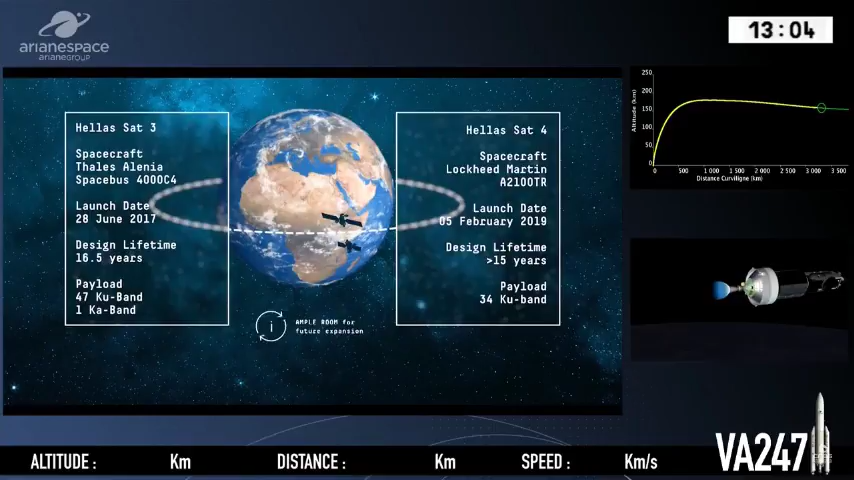 arianespace
arianeGROUP
13:04
Hellas Sat 3
Spacecraft
Thales Alenia
Spacebus 4000C4
Launch Date
28 June 2017
Design Lifetime
16.5 years
Payload
47 Ku-Band
1 Ka-Band
Hellas Sat 4
Spacecraft
Lockheed Martin
A2100TR
Launch Date
05 February 2019
Design Lifetime
>15 years
Payload
34 Ku-band
i
AMPLE ROOM for
future expansion
Altitude (km)
250
200
150
100
50
0
0 500 1 000 1 500 2 000 2 500 3 000 3 500
Distance Curviligne (km)
ALTITUDE : Km DISTANCE : Km SPEED : Km/s
VA247